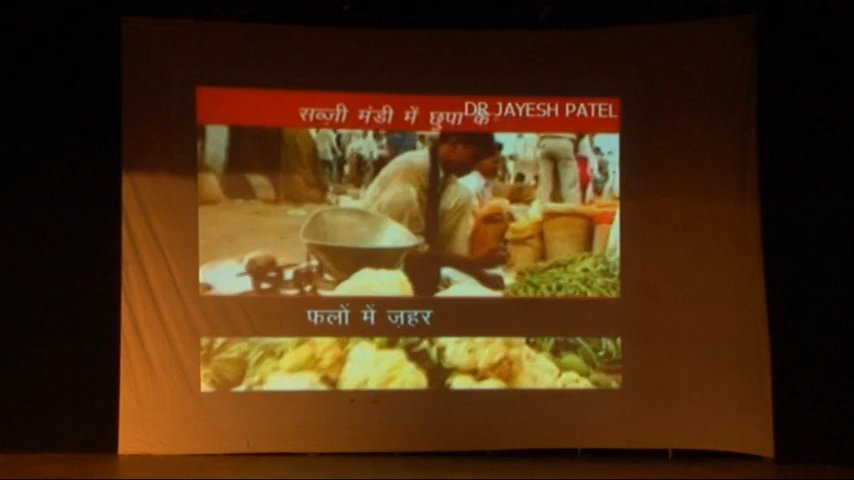 सब्ज़ी मंडी में छुपा के
DR JAYESH PATEL
फलों में ज़हर